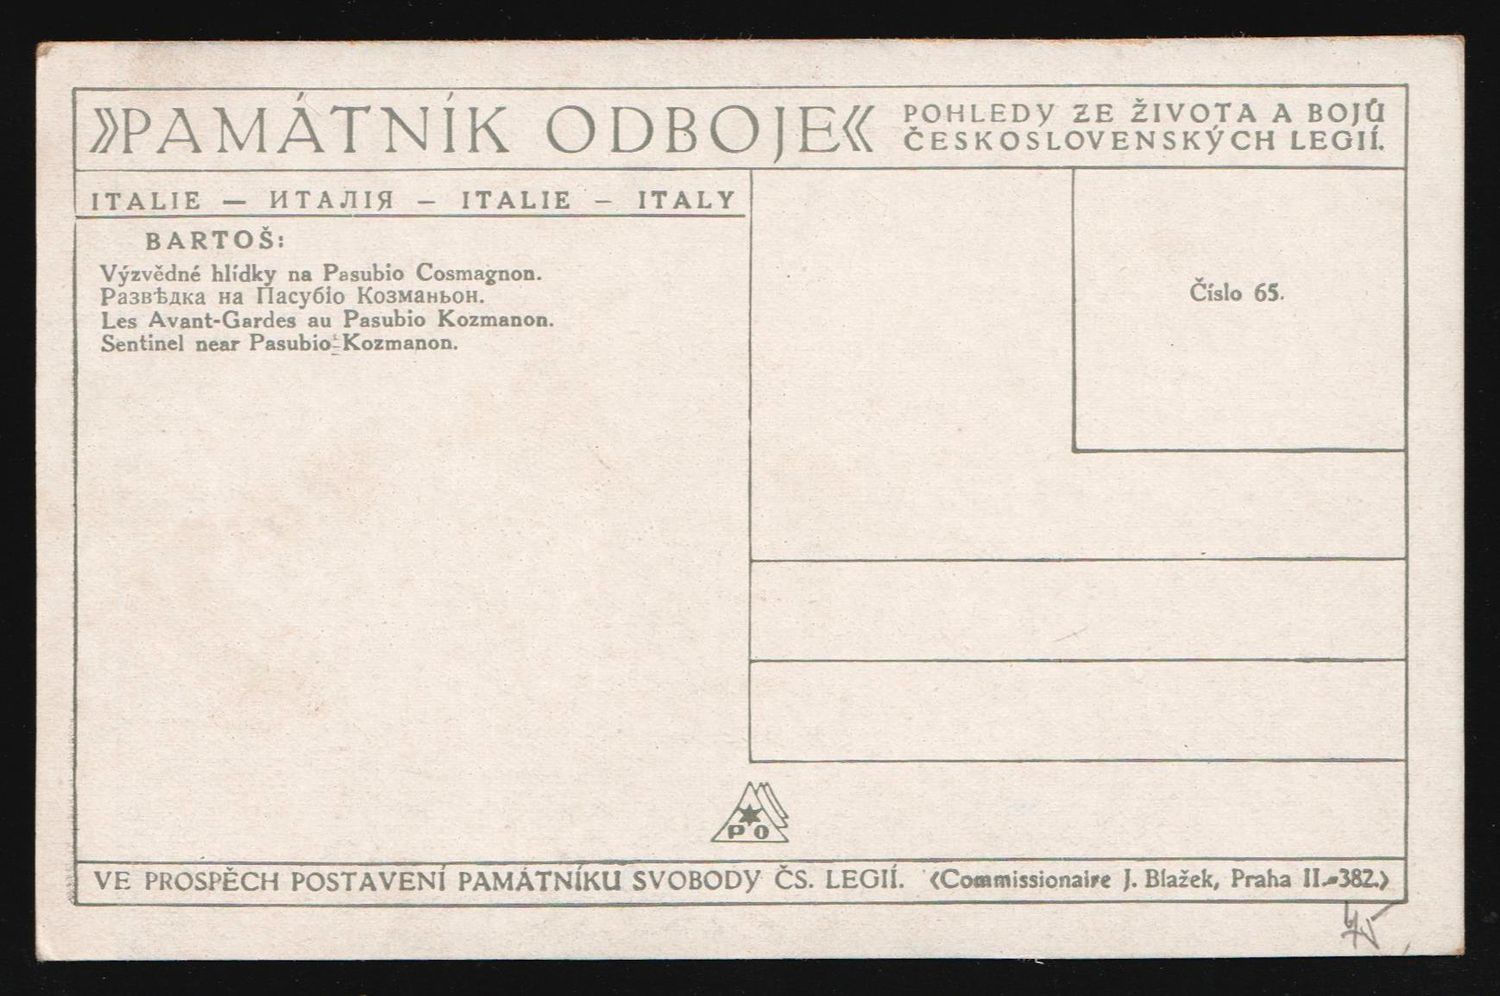 »PAMÁTNÍK ODBOJE«
POHLEDY ZE ŽIVOTA A BOJŮ
ČESKOSLOVENSKÝCH LEGIÍ.
ITALIE — ИТАЛІЯ – ITALIE – ITALY
BARTOŠ:
Výzvědné hlídky na Pasubio Cosmagnon.
Развѣдка на Пасубіо Козманьон.
Les Avant-Gardes au Pasubio Kozmanon.
Sentinel near Pasubio-Kozmanon.
Číslo 65.
PO
VE PROSPĚCH POSTAVENÍ PAMÁTNÍKU SVOBODY ČS. LEGIÍ. (Commissionaire J. Blažek, Praha II.-382.)